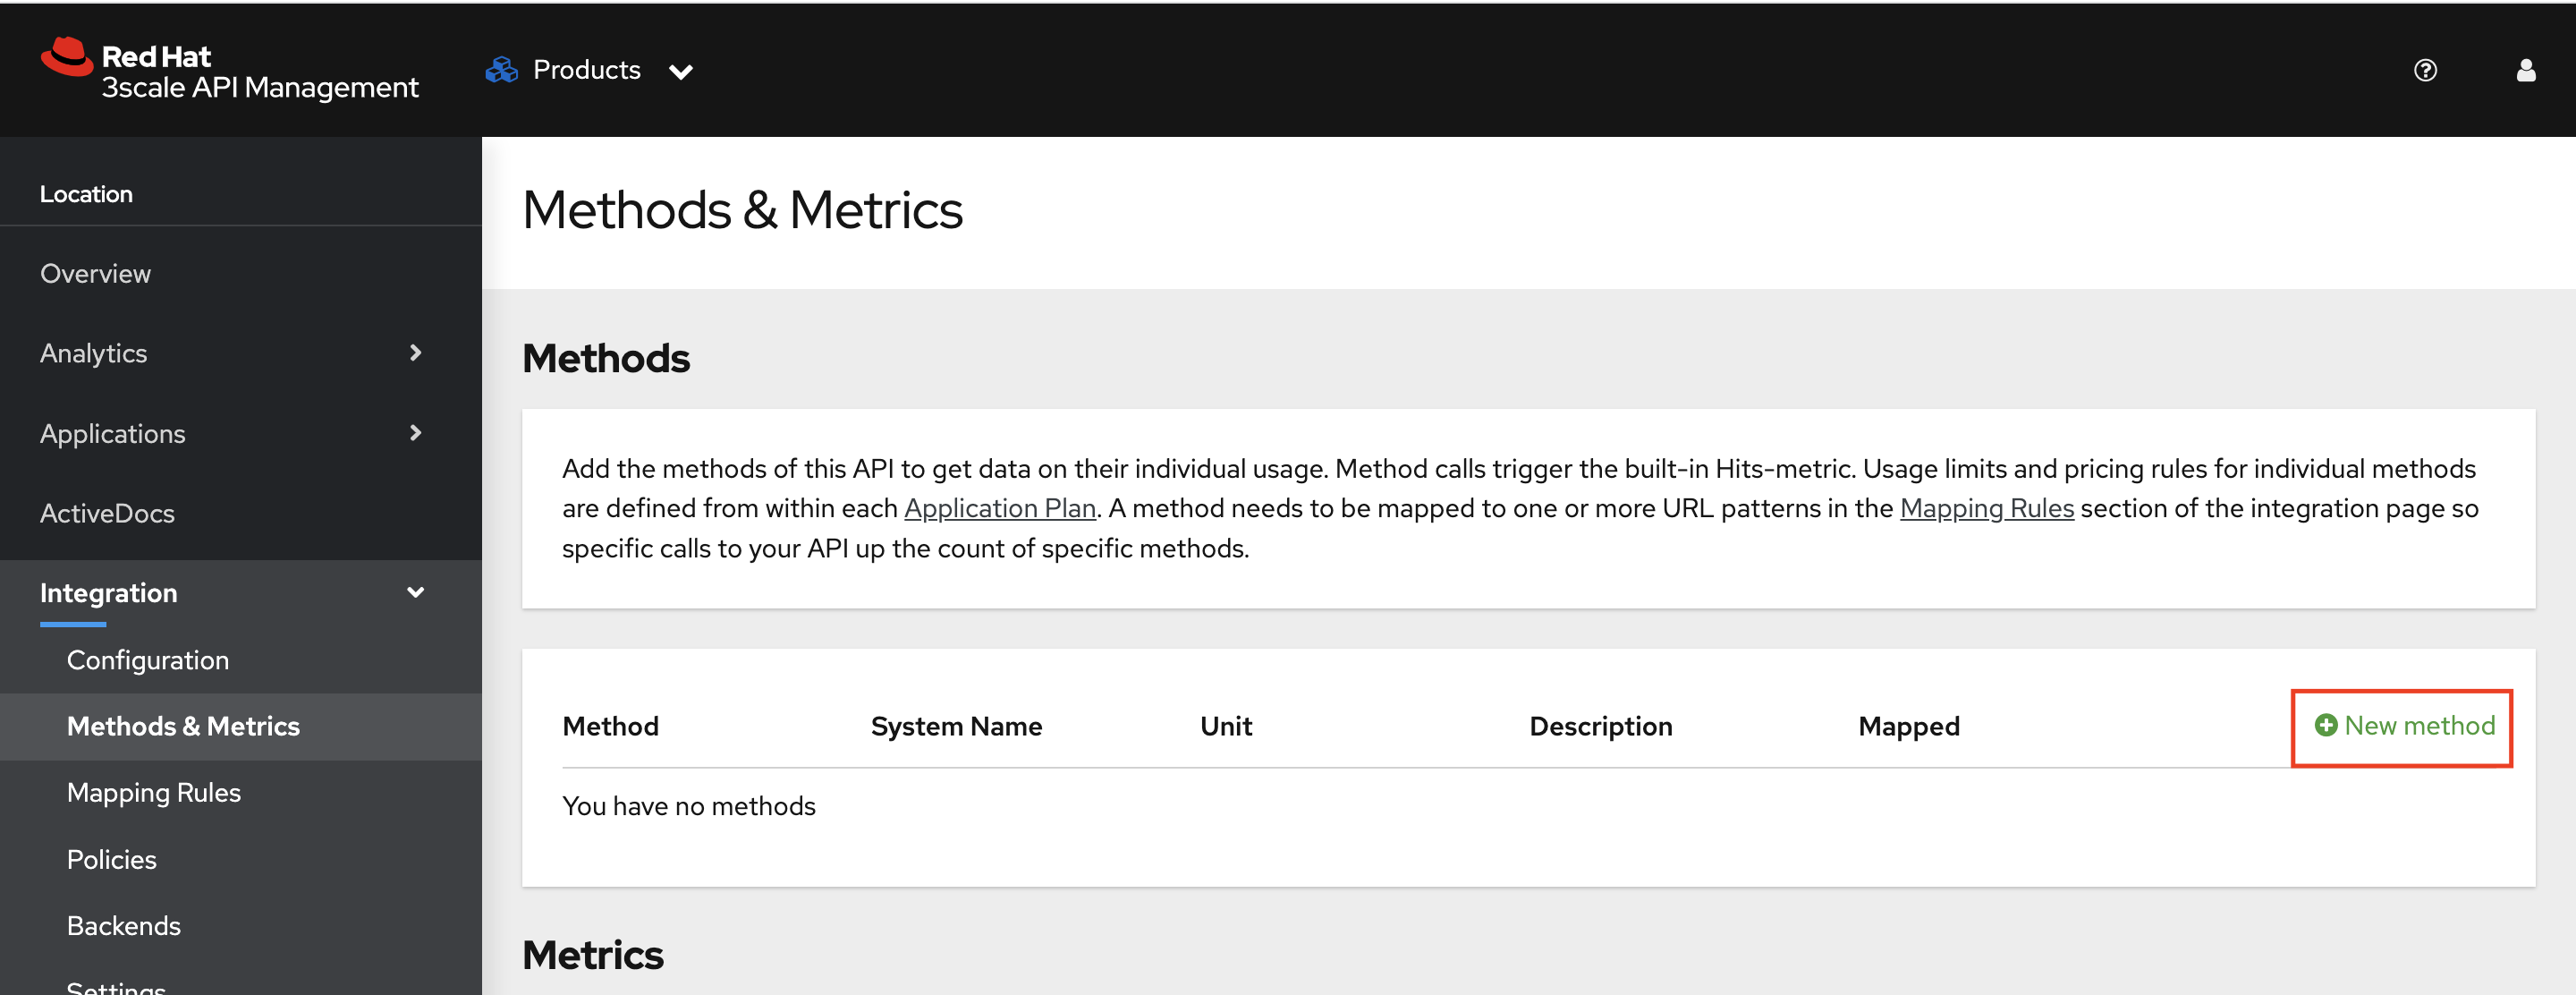 Red Hat
3scale API Management
Products
Location
Overview
Analytics
Applications
ActiveDocs
Integration
Configuration
Methods & Metrics
Mapping Rules
Policies
Backends
Settings
Methods & Metrics
Methods
Add the methods of this API to get data on their individual usage. Method calls trigger the built-in Hits-metric. Usage limits and pricing rules for individual methods
are defined from within each Application Plan. A method needs to be mapped to one or more URL patterns in the Mapping Rules section of the integration page so
specific calls to your API up the count of specific methods.
Method System Name Unit Description Mapped New method
You have no methods
Metrics